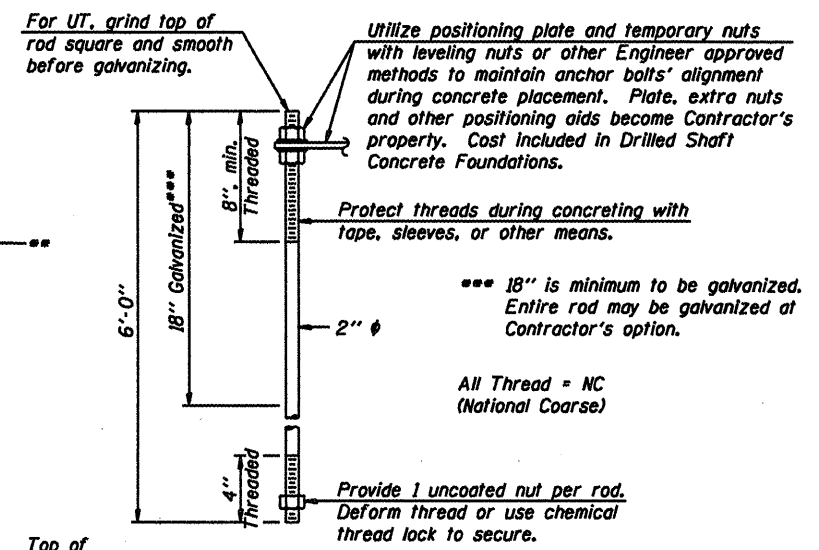 For UT, grind top of
rod square and smooth
before galvanizing.
Utilize positioning plate and temporary nuts
with leveling nuts or other Engineer approved
methods to maintain anchor bolts' alignment
during concrete placement. Plate, extra nuts
and other positioning aids become Contractor's
property. Cost included in Drilled Shaft
Concrete Foundations.
8", min.
Threaded
18" Galvanized***
6'-0"
**
Protect threads during concreting with
tape, sleeves, or other means.
*** 18" is minimum to be galvanized.
Entire rod may be galvanized at
Contractor's option.
2" ϕ
All Thread = NC
(National Coarse)
4"
Threaded
Provide 1 uncoated nut per rod.
Deform thread or use chemical
thread lock to secure.
Top of